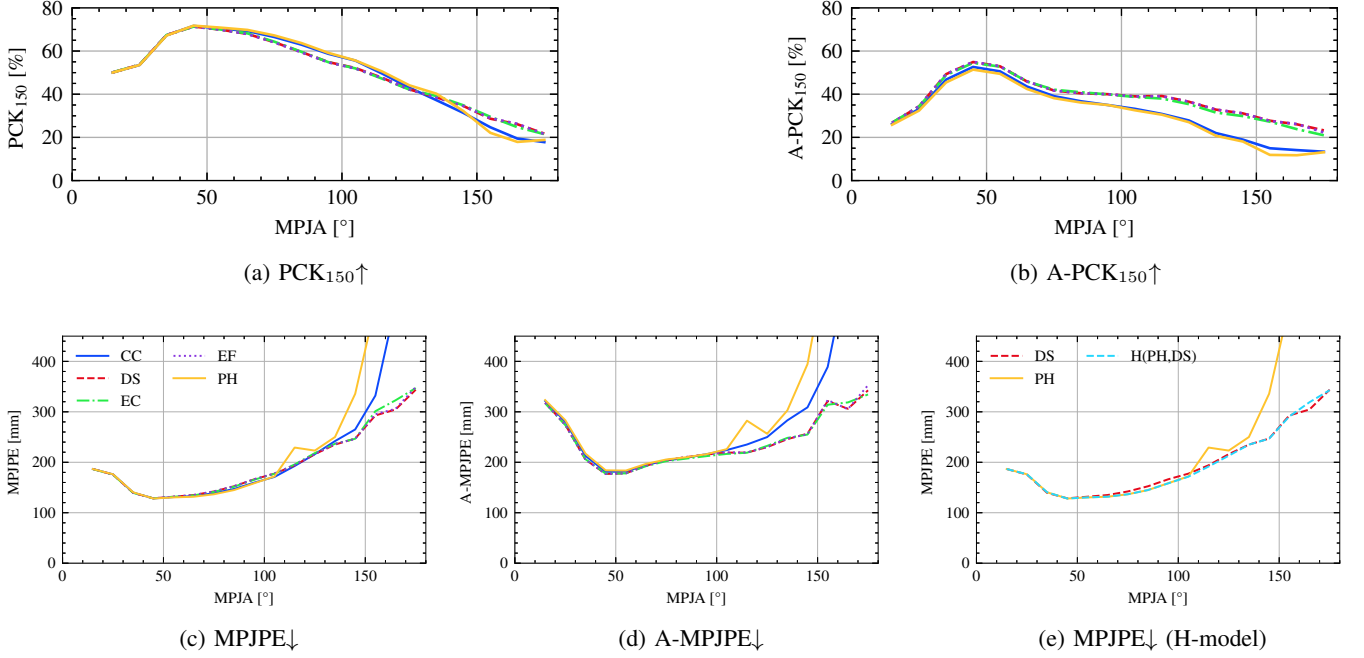 80
60
40
20
0
PCK₁₅₀ [%]
0 50 100 150
MPJA [°]
(a) PCK₁₅₀↑
80
60
40
20
0
A-PCK₁₅₀ [%]
0 50 100 150
MPJA [°]
(b) A-PCK₁₅₀↑
400
300
200
100
0
MPJPE [mm]
CC
DS
EC
EF
PH
0 50 100 150
MPJA [°]
(c) MPJPE↓
400
300
200
100
0
A-MPJPE [mm]
0 50 100 150
MPJA [°]
(d) A-MPJPE↓
400
300
200
100
0
MPJPE [mm]
DS
PH
H(PH,DS)
0 50 100 150
MPJA [°]
(e) MPJPE↓ (H-model)